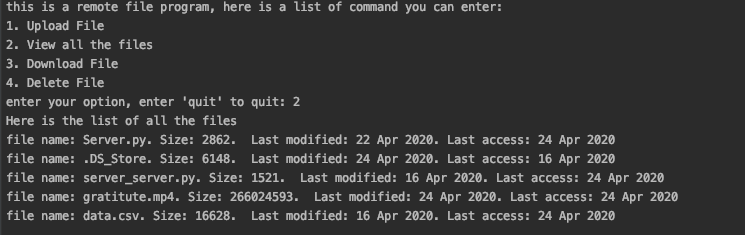 this is a remote file program, here is a list of command you can enter:
1. Upload File
2. View all the files
3. Download File
4. Delete File
enter your option, enter 'quit' to quit: 2
Here is the list of all the files
file name: Server.py. Size: 2862.  Last modified: 22 Apr 2020. Last access: 24 Apr 2020
file name: .DS_Store. Size: 6148.  Last modified: 24 Apr 2020. Last access: 16 Apr 2020
file name: server_server.py. Size: 1521.  Last modified: 16 Apr 2020. Last access: 24 Apr 2020
file name: gratitute.mp4. Size: 266024593.  Last modified: 24 Apr 2020. Last access: 24 Apr 2020
file name: data.csv. Size: 16628.  Last modified: 16 Apr 2020. Last access: 24 Apr 2020